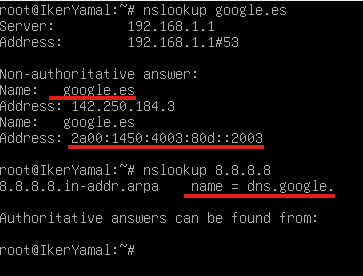 root@IkerYamal:~# nslookup google.es
Server: 192.168.1.1
Address: 192.168.1.1#53
Non-authoritative answer:
Name: google.es
Address: 142.250.184.3
Name: google.es
Address: 2a00:1450:4003:80d::2003
root@IkerYamal:~# nslookup 8.8.8.8
8.8.8.8.in-addr.arpa name = dns.google.
Authoritative answers can be found from:
root@IkerYamal:~#